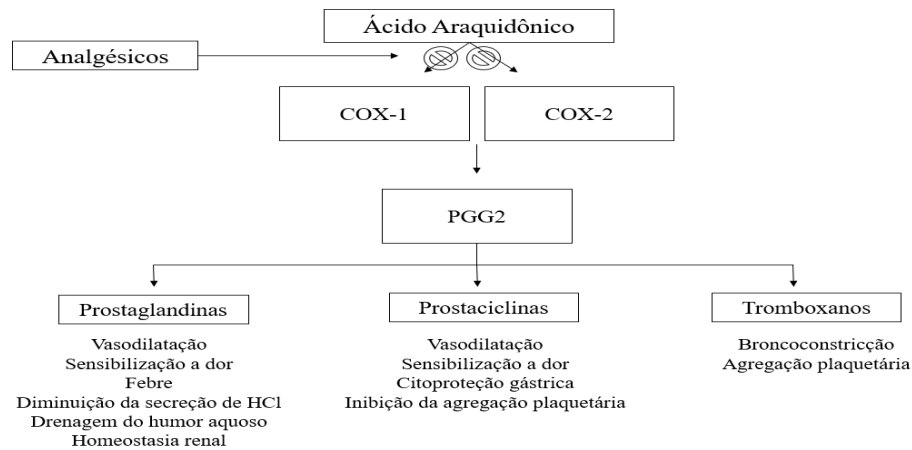 Ácido Araquidônico
Analgésicos
COX-1
COX-2
PGG2
Prostaglandinas
Vasodilatação
Sensibilização a dor
Febre
Diminuição da secreção de HCl
Drenagem do humor aquoso
Homeostasia renal
Prostaciclinas
Vasodilatação
Sensibilização a dor
Citoproteção gástrica
Inibição da agregação plaquetária
Tromboxanos
Broncoconstricção
Agregação plaquetária